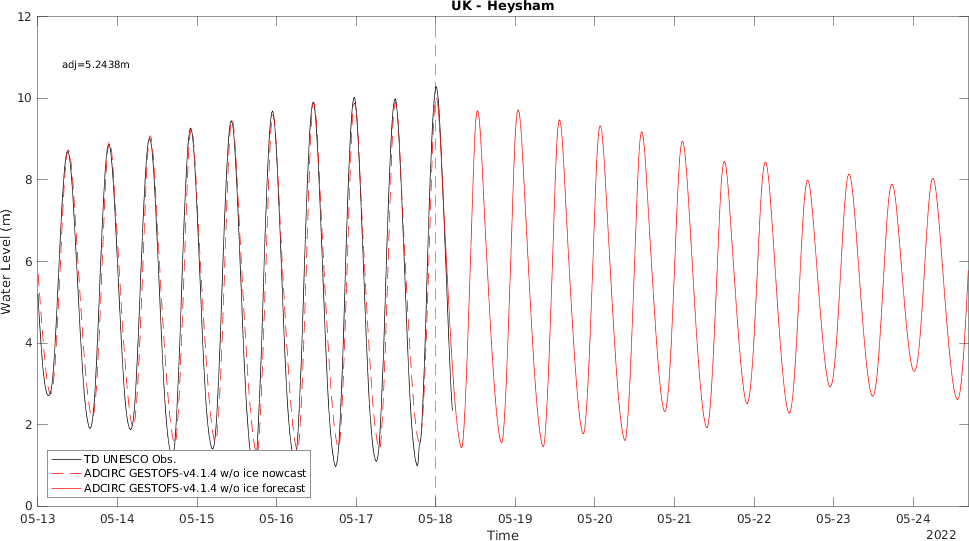 UK - Heysham
12
adj=5.2438m
10
8
6
4
2
0
Water Level (m)
TD UNESCO Obs.
ADCIRC GESTOFS-v4.1.4 w/o ice nowcast
ADCIRC GESTOFS-v4.1.4 w/o ice forecast
05-13 05-14 05-15 05-16 05-17 05-18 05-19 05-20 05-21 05-22 05-23 05-24
Time
2022